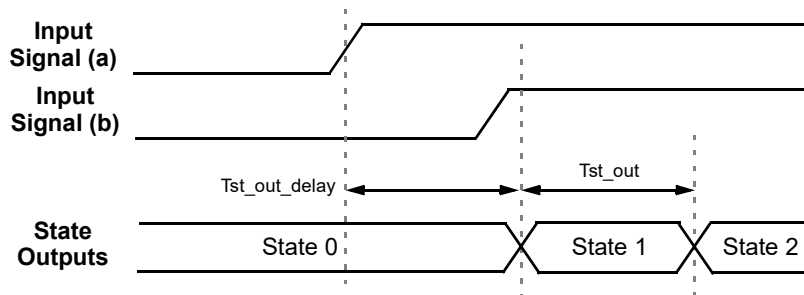 Input
Signal (a)
Input
Signal (b)
Tst_out_delay
Tst_out
State
Outputs
State 0
State 1
State 2